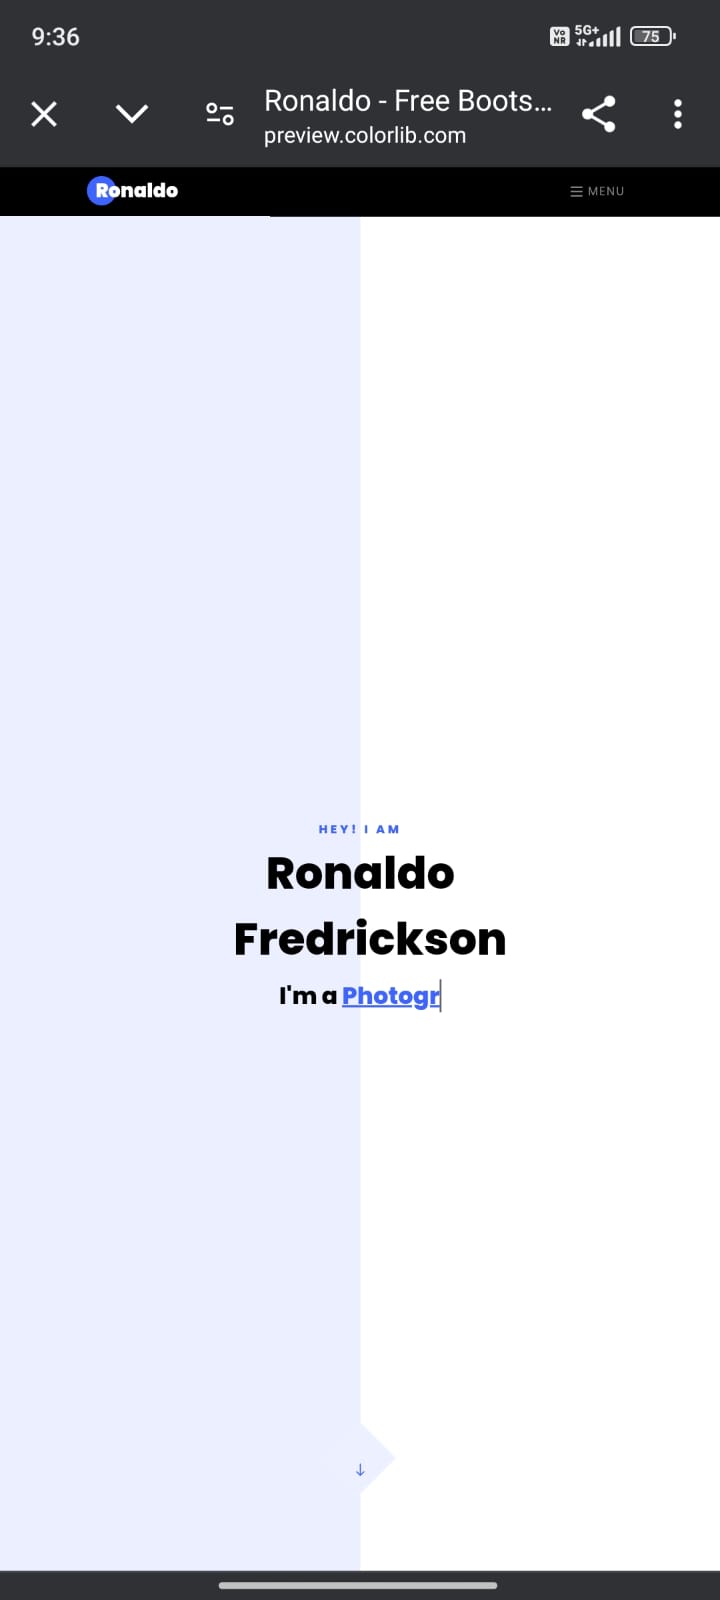 9:36
Vo NR
5G+
75
Ronaldo - Free Boots...
preview.colorlib.com
Ronaldo
MENU
HEY! I AM
Ronaldo
Fredrickson
I'm a Photogr